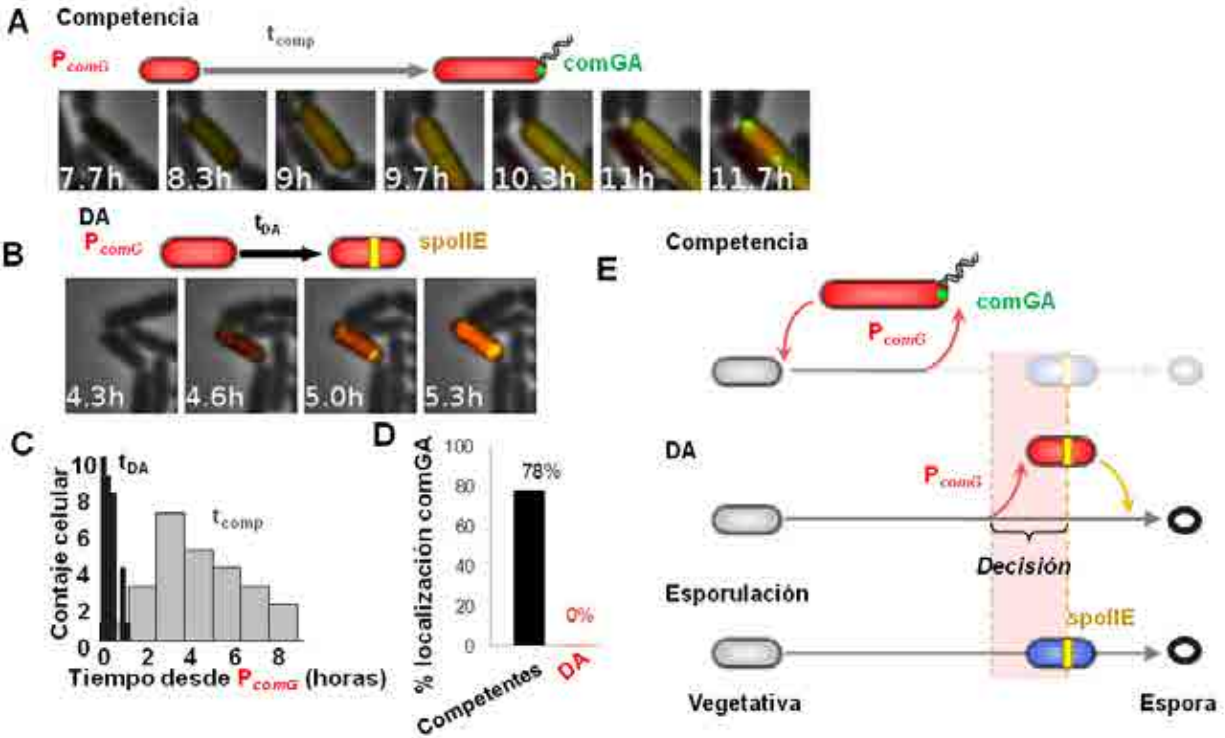 A
Competencia
t_comp
P_comG
comGA
7.7h
8.3h
9h
9.7h
10.3h
11h
11.7h
B
DA
t_DA
P_comG
spoIIE
4.3h
4.6h
5.0h
5.3h
C
Contaje celular
10
8
6
4
2
0
t_DA
t_comp
0 2 4 6 8
Tiempo desde P_comG (horas)
D
% localización comGA
100
80
60
40
20
0
78%
0%
Competentes
DA
E
Competencia
comGA
P_comG
DA
P_comG
Decisión
Esporulación
spoIIE
Vegetativa
Espora